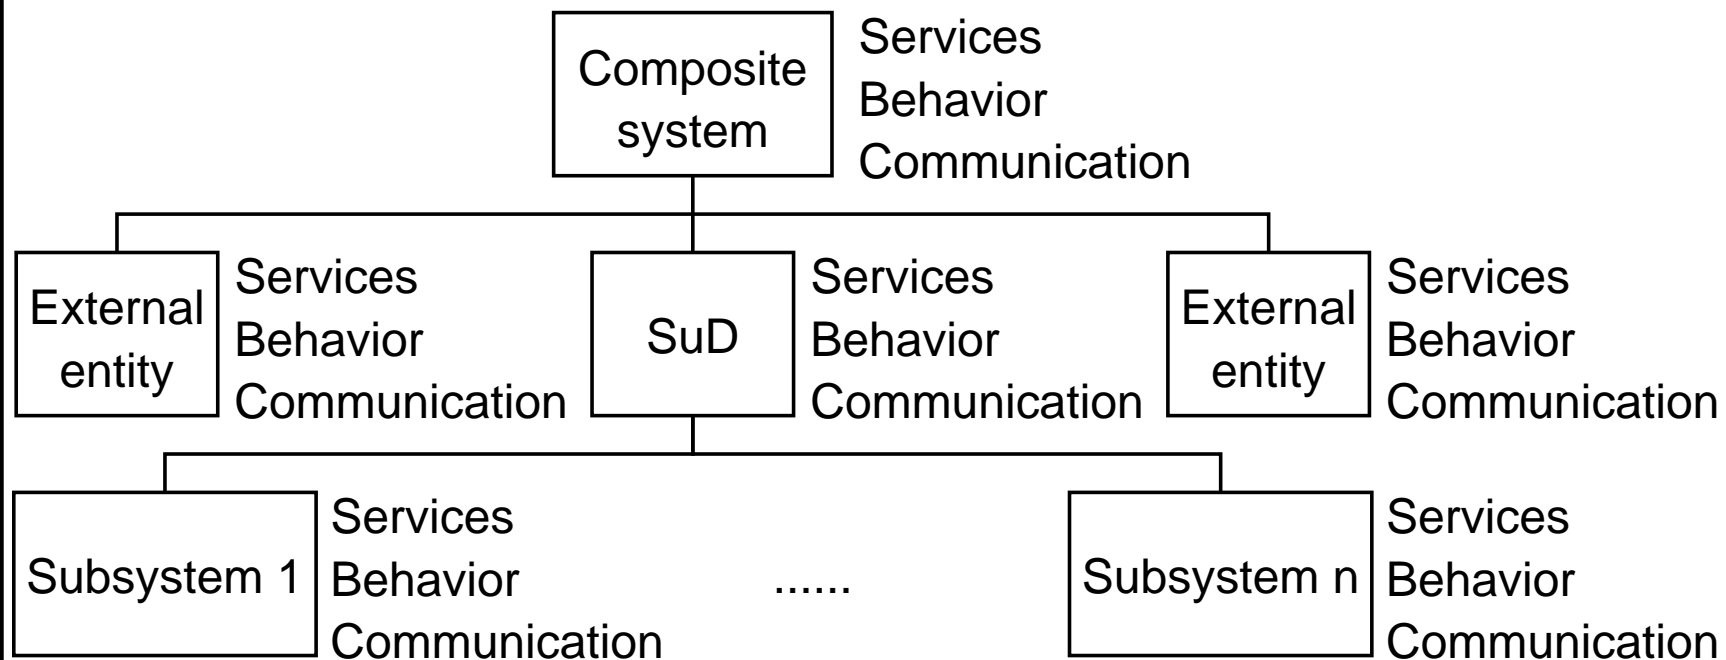 Composite
system
Services
Behavior
Communication
External
entity
Services
Behavior
Communication
SuD
Services
Behavior
Communication
External
entity
Services
Behavior
Communication
Subsystem 1
Services
Behavior
Communication
......
Subsystem n
Services
Behavior
Communication